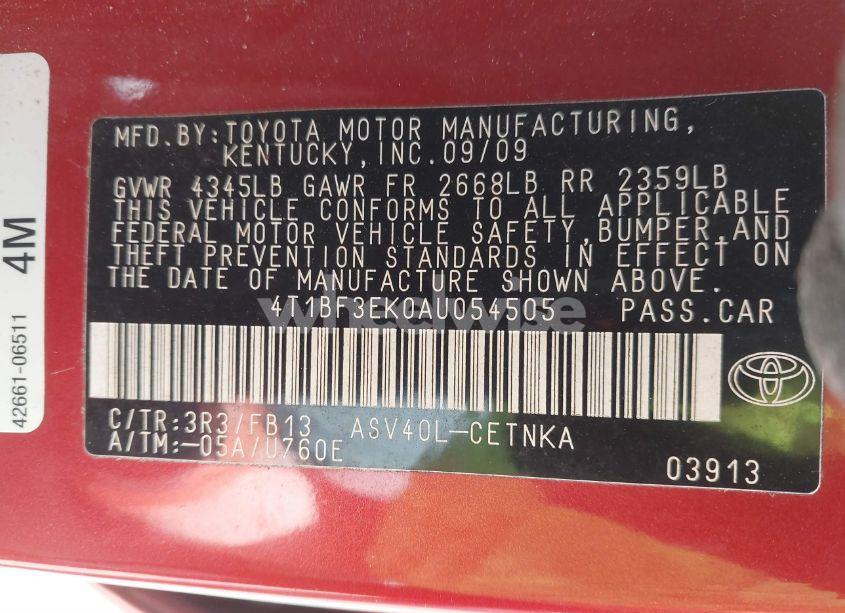 MFD.BY:TOYOTA MOTOR MANUFACTURING,
KENTUCKY,INC.09/09
GVWR 4345LB GAWR FR 2668LB RR 2359LB
THIS VEHICLE CONFORMS TO ALL APPLICABLE
FEDERAL MOTOR VEHICLE SAFETY,BUMPER,AND
THEFT PREVENTION STANDARDS IN EFFECT ON
THE DATE OF MANUFACTURE SHOWN ABOVE.
4T1BF3EK0AU054505 PASS.CAR
wheelwise
C/TR:3R3/FB13 ASV40L-CETNKA
A/TM:-05A/U760E
03913
42661-06511 4M